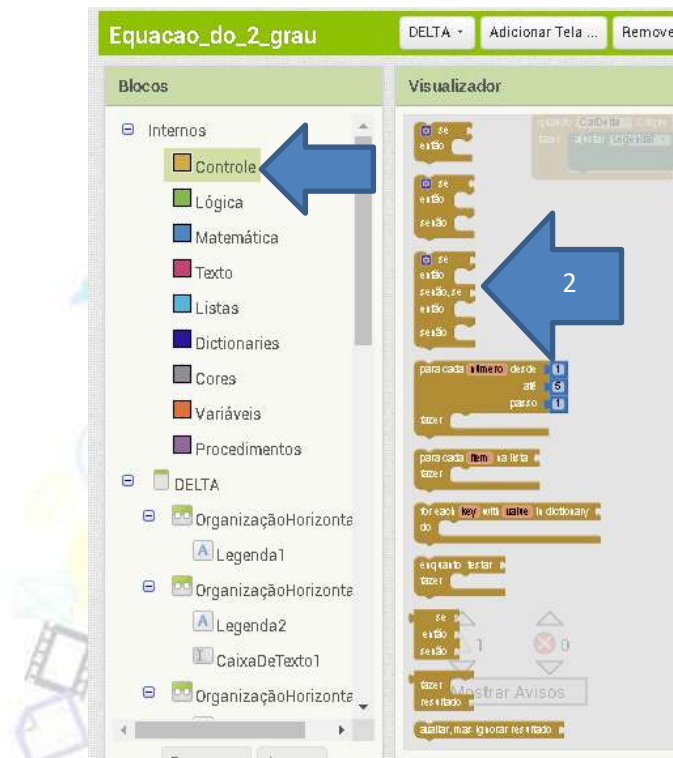 Equacao_do_2_grau
DELTA
Adicionar Tela ...
Remove
Blocos
Visualizador
Internos
Controle
Lógica
Matemática
Texto
Listas
Dictionaries
Cores
Variáveis
Procedimentos
DELTA
OrganizaçãoHorizonta
Legenda1
OrganizaçãoHorizonta
Legenda2
CaixaDeTexto1
OrganizaçãoHorizonta
se
então
se
então
senão
se
então
senão, se
então
senão
2
para cada número desde 1
até 5
passo 1
fazer
para cada item na lista
fazer
for each key with value in dictionary
do
enquanto testar
fazer
se
então
senão
1
0
fazer
resultado
Mostrar Avisos
avaliar, mas ignorar resultado